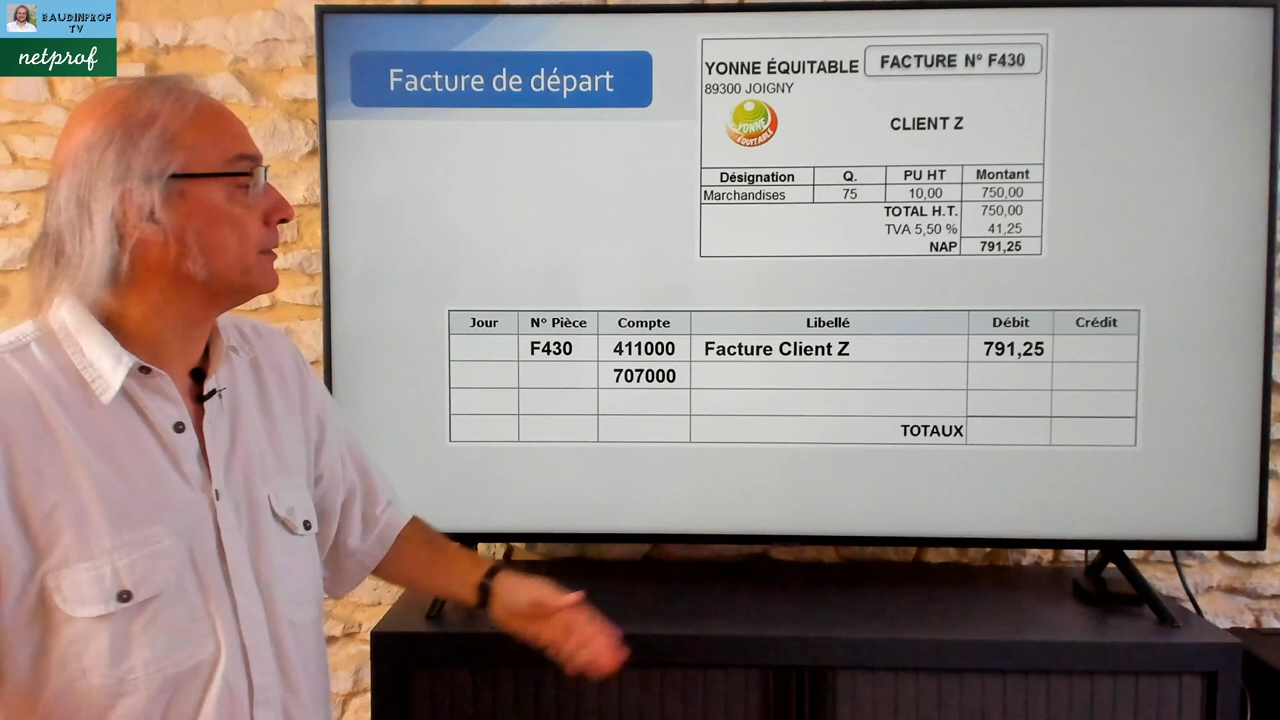 BAUDINPROF
TV
netprof
Facture de départ
YONNE ÉQUITABLE
FACTURE N° F430
89300 JOIGNY
YONNE
ÉQUITABLE
CLIENT Z
Désignation Q. PU HT Montant
Marchandises 75 10,00 750,00
TOTAL H.T. 750,00
TVA 5,50 % 41,25
NAP 791,25
Jour N° Pièce Compte Libellé Débit Crédit
F430 411000 Facture Client Z 791,25
707000
TOTAUX